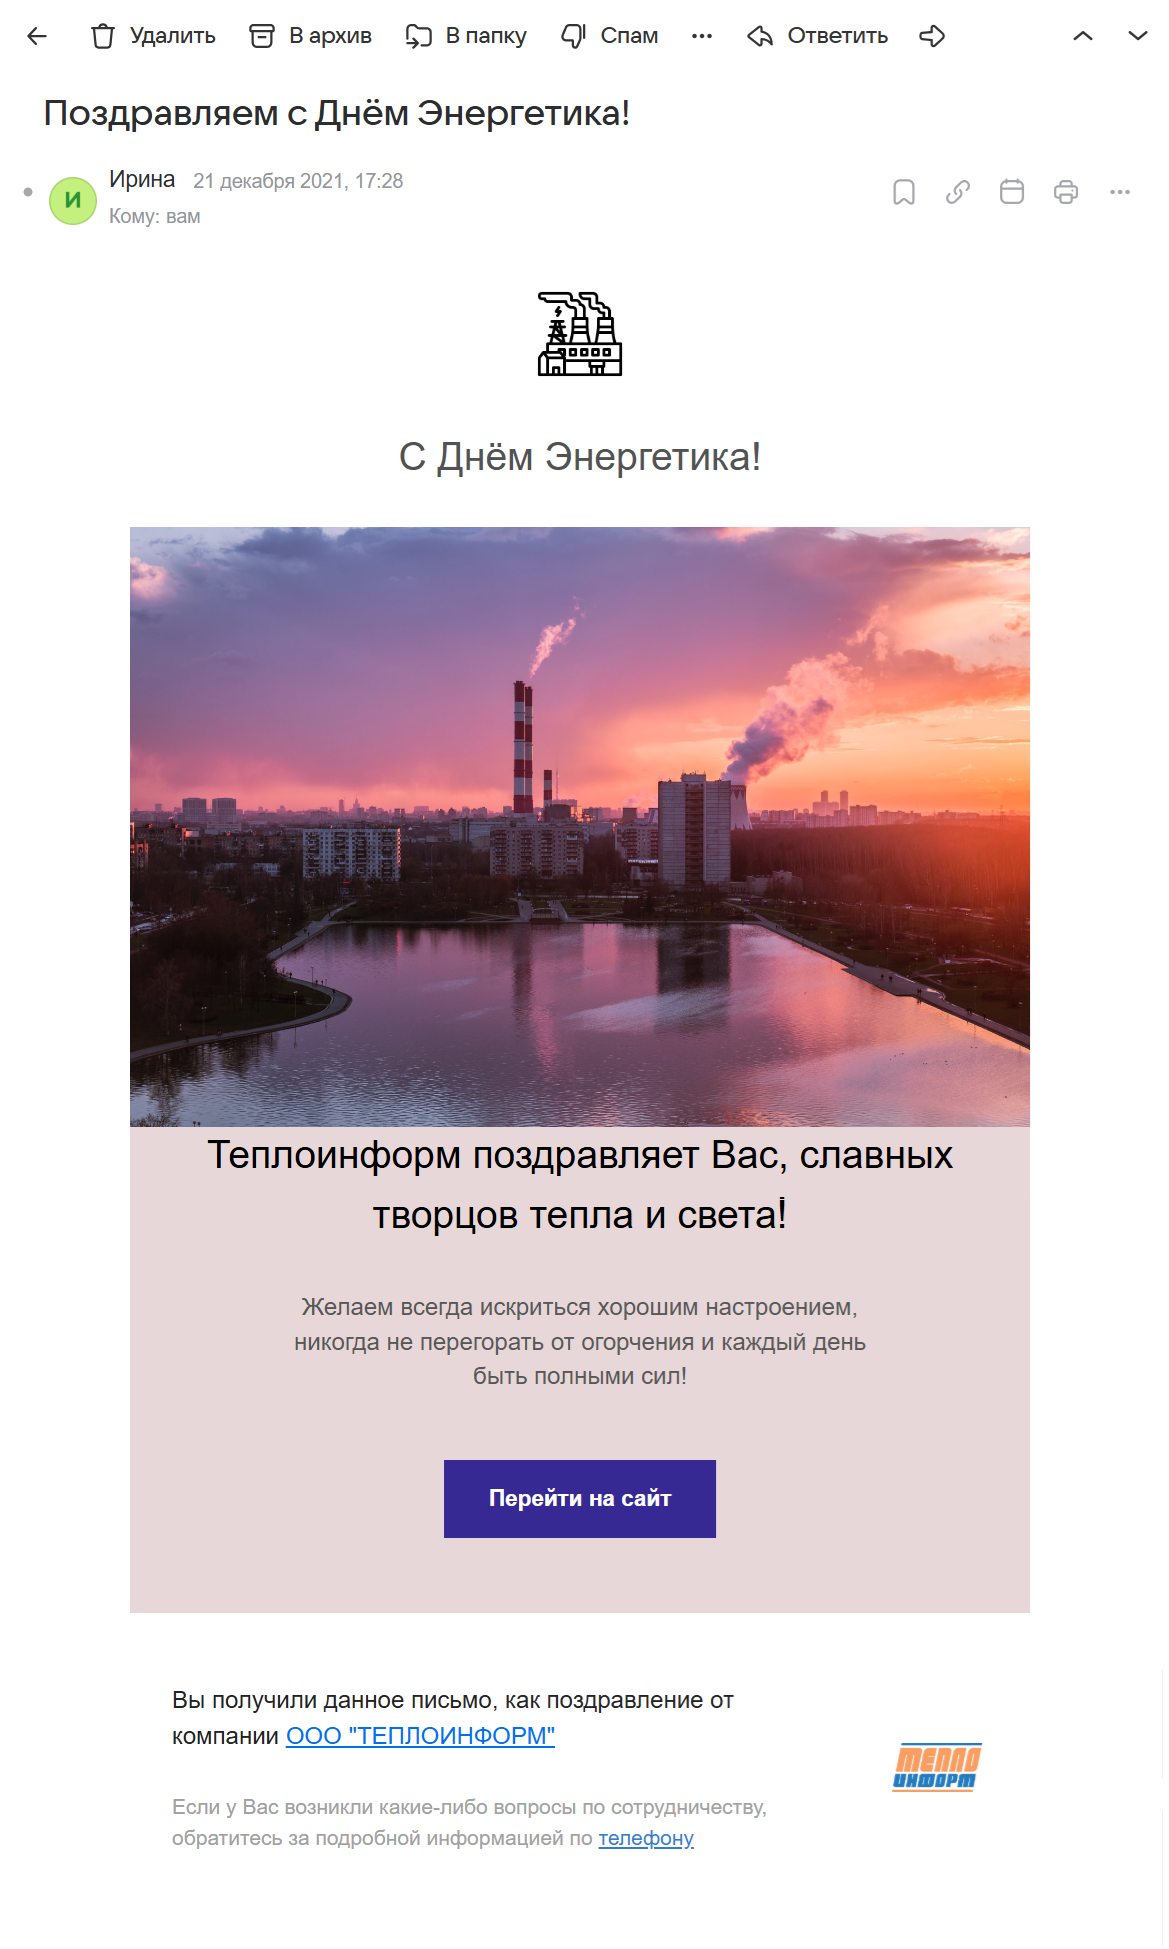 Удалить В архив В папку Спам Ответить
Поздравляем с Днём Энергетика!
И
Ирина 21 декабря 2021, 17:28
Кому: вам
С Днём Энергетика!
Теплоинформ поздравляет Вас, славных
творцов тепла и света!
Желаем всегда искриться хорошим настроением,
никогда не перегорать от огорчения и каждый день
быть полными сил!
Перейти на сайт
Вы получили данное письмо, как поздравление от
компании ООО "ТЕПЛОИНФОРМ"
ТЕПЛО
ИНФОРМ
Если у Вас возникли какие-либо вопросы по сотрудничеству,
обратитесь за подробной информацией по телефону